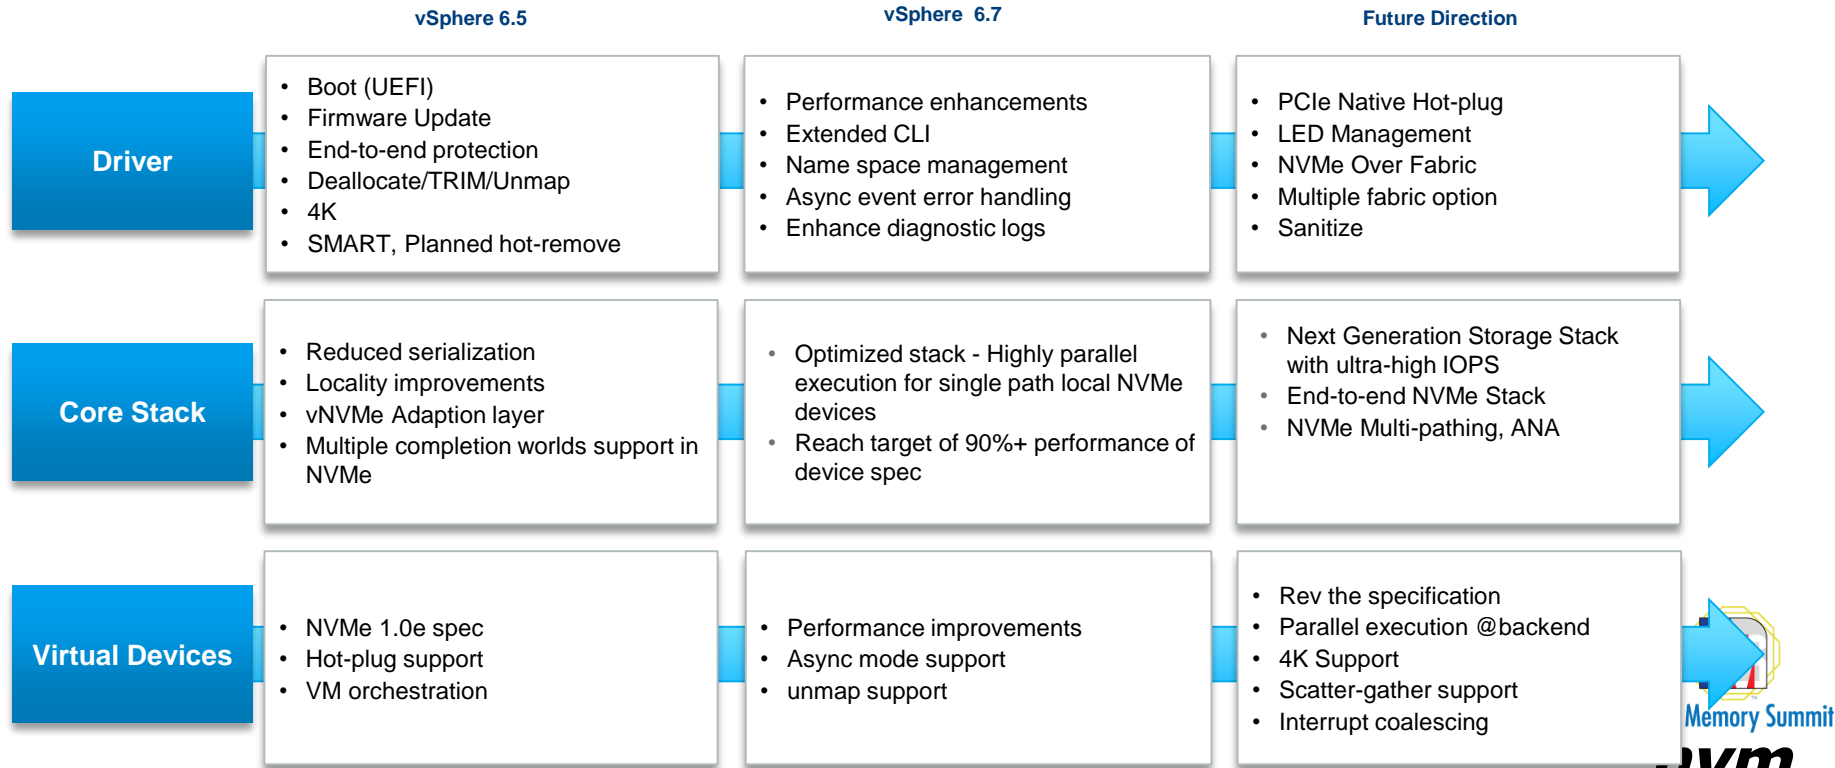 vSphere 6.5
vSphere 6.7
Future Direction
Driver
• Boot (UEFI)
• Firmware Update
• End-to-end protection
• Deallocate/TRIM/Unmap
• 4K
• SMART, Planned hot-remove
• Performance enhancements
• Extended CLI
• Name space management
• Async event error handling
• Enhance diagnostic logs
• PCIe Native Hot-plug
• LED Management
• NVMe Over Fabric
• Multiple fabric option
• Sanitize
Core Stack
• Reduced serialization
• Locality improvements
• vNVMe Adaption layer
• Multiple completion worlds support in
NVMe
• Optimized stack - Highly parallel
execution for single path local NVMe
devices
• Reach target of 90%+ performance of
device spec
• Next Generation Storage Stack
with ultra-high IOPS
• End-to-end NVMe Stack
• NVMe Multi-pathing, ANA
Virtual Devices
• NVMe 1.0e spec
• Hot-plug support
• VM orchestration
• Performance improvements
• Async mode support
• unmap support
• Rev the specification
• Parallel execution @backend
• 4K Support
• Scatter-gather support
• Interrupt coalescing
Memory Summit
nvm